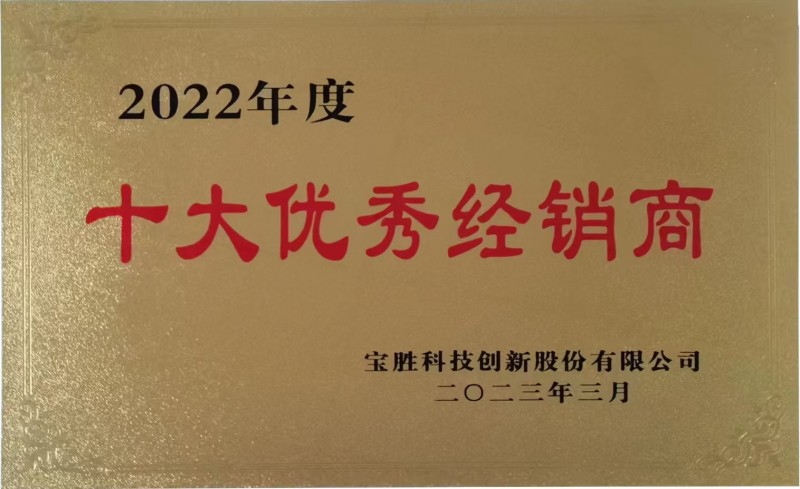 2022年度
十大优秀经销商
宝胜科技创新股份有限公司
二〇二三年三月